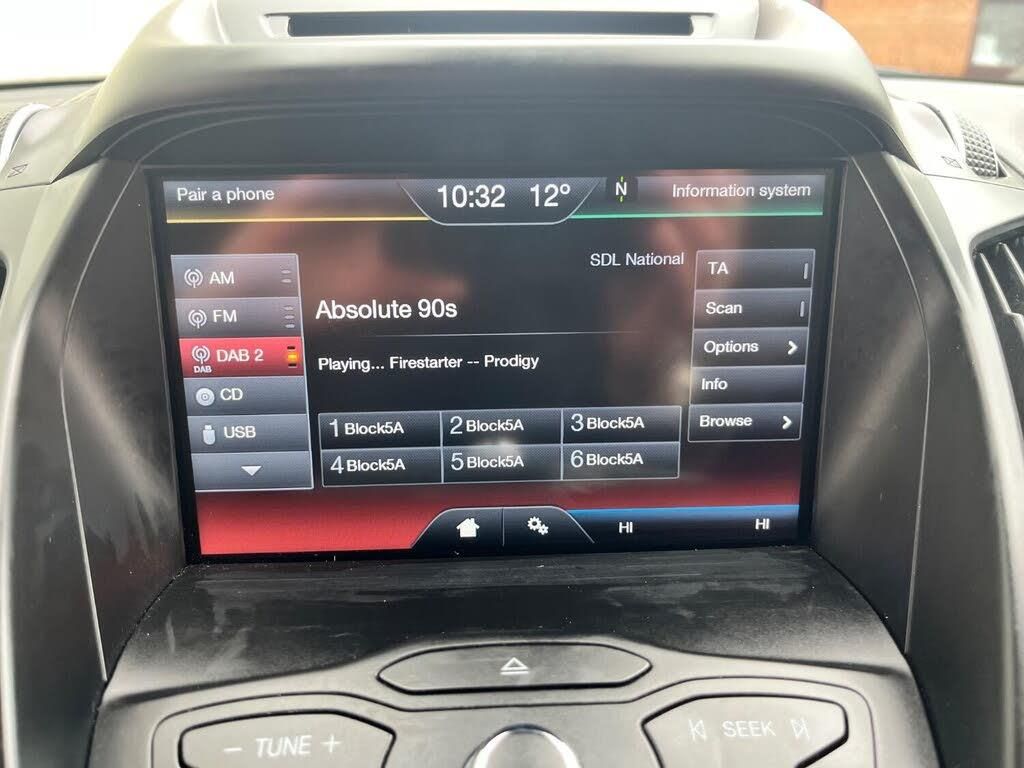 Pair a phone
10:32 12°
N
Information system
AM
FM
DAB 2
DAB
CD
USB
SDL National
Absolute 90s
Playing... Firestarter -- Prodigy
1 Block5A
2 Block5A
3 Block5A
4 Block5A
5 Block5A
6 Block5A
TA
Scan
Options
Info
Browse
HI
HI
– TUNE +
SEEK